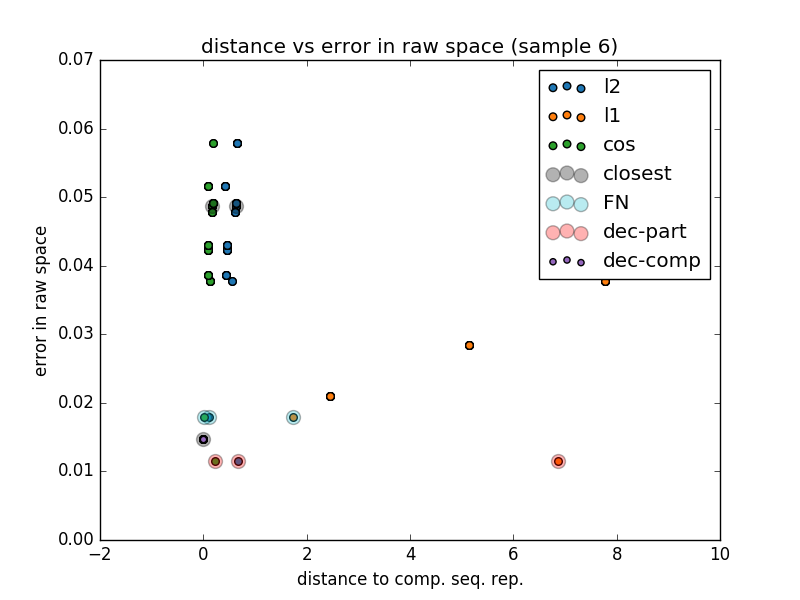 distance vs error in raw space (sample 6)
0.07
0.06
0.05
0.04
0.03
0.02
0.01
0.00
error in raw space
l2
l1
cos
closest
FN
dec-part
dec-comp
−2 0 2 4 6 8 10
distance to comp. seq. rep.